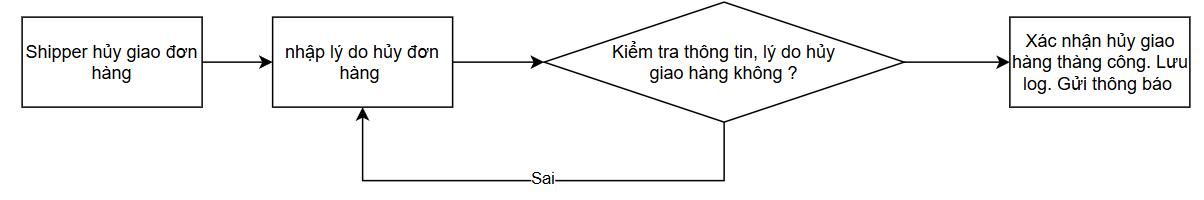 Shipper hủy giao đơn
hàng
nhập lý do hủy đơn
hàng
Kiểm tra thông tin, lý do hủy
giao hàng không ?
Xác nhận hủy giao
hàng thàng công. Lưu
log. Gửi thông báo
Sai